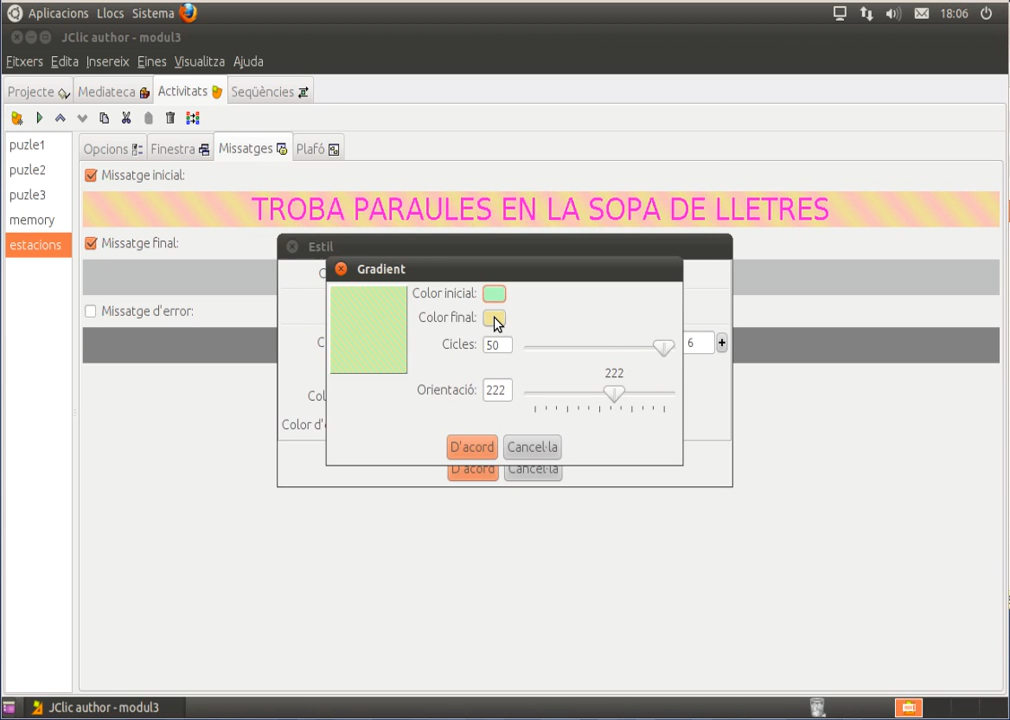 Aplicacions Llocs Sistema 18:06
JClic author - modul3
Fitxers Edita Insereix Eines Visualitza Ajuda
Projecte Mediateca Activitats Seqüències
Opcions Finestra Missatges Plafó
puzle1
puzle2
puzle3
memory
estacions
Missatge inicial:
TROBA PARAULES EN LA SOPA DE LLETRES
Missatge final:
Missatge d'error:
Estil
Gradient
Color inicial:
Color final:
Cicles: 50
6
222
Orientació: 222
Color d'
D'acord Cancel·la
D'acord Cancel·la
JClic author - modul3